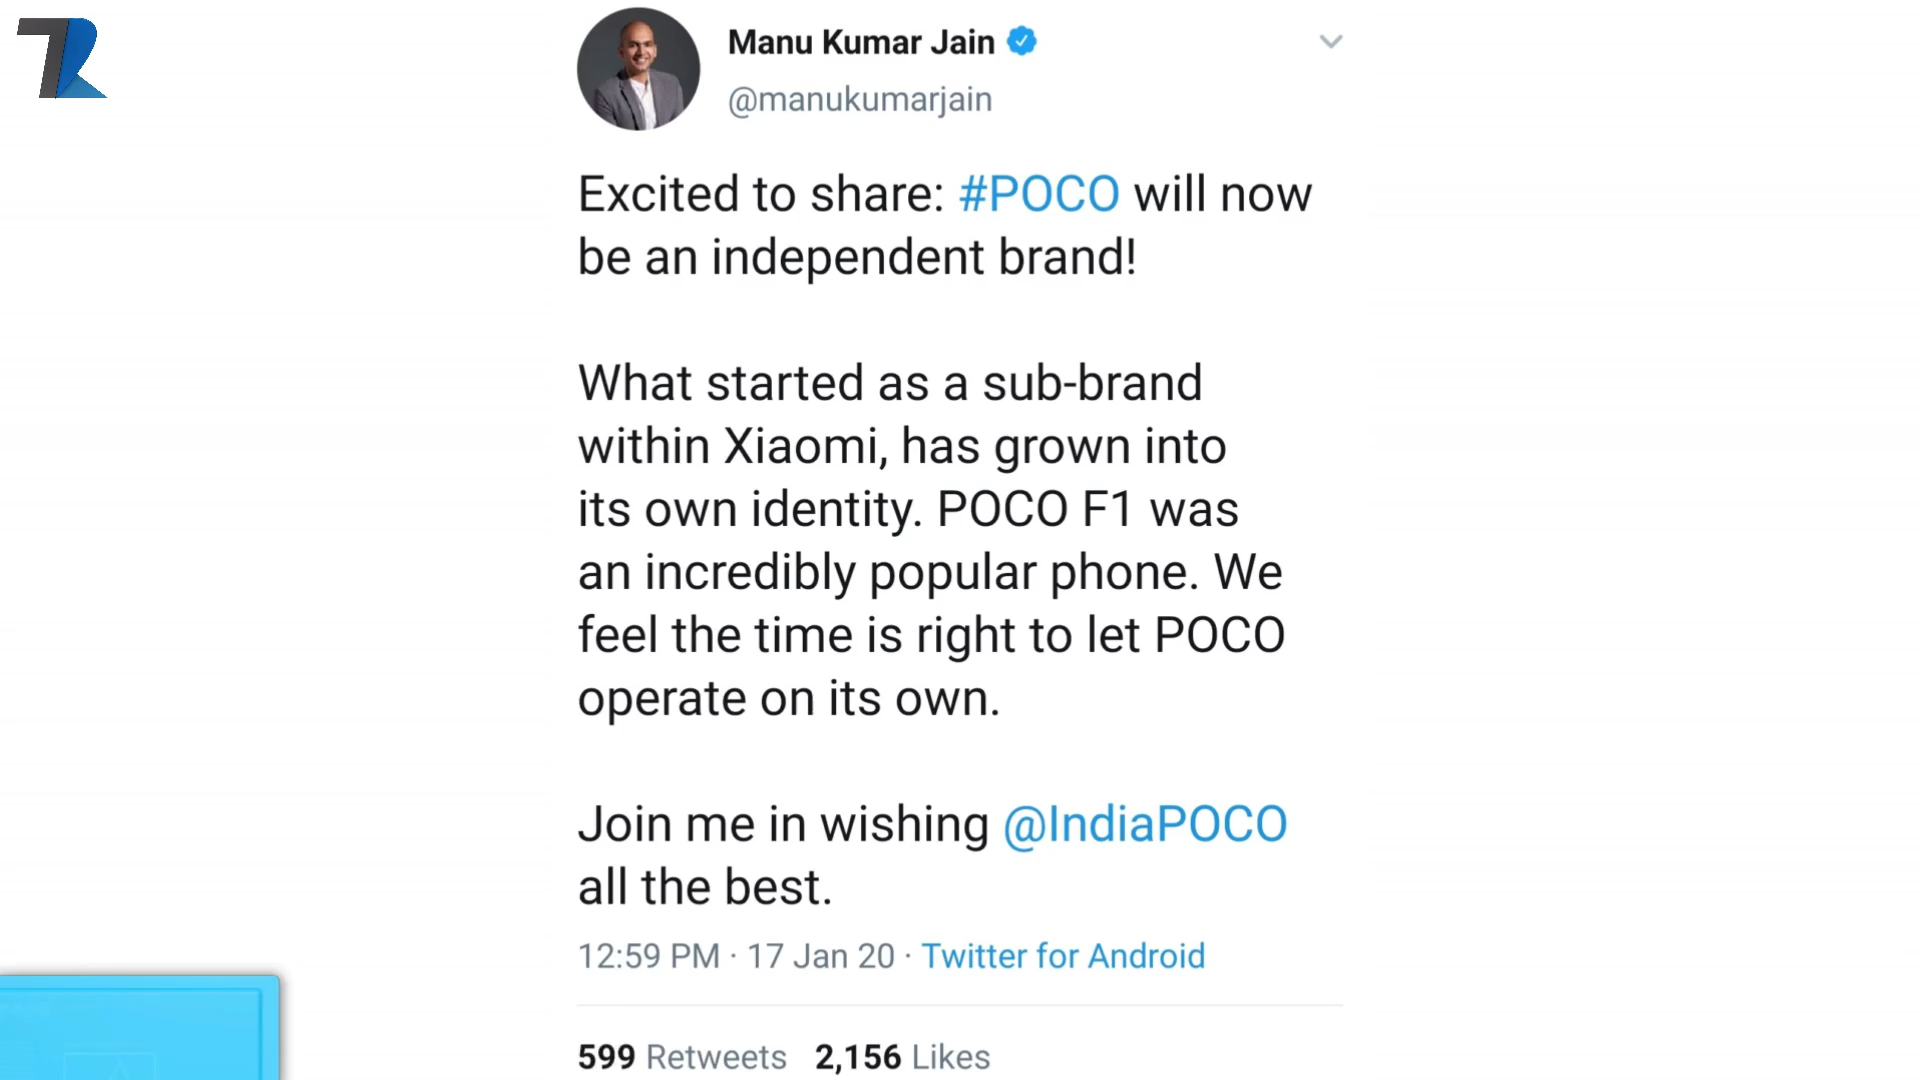 Manu Kumar Jain
@manukumarjain
Excited to share: #POCO will now
be an independent brand!
What started as a sub-brand
within Xiaomi, has grown into
its own identity. POCO F1 was
an incredibly popular phone. We
feel the time is right to let POCO
operate on its own.
Join me in wishing @IndiaPOCO
all the best.
12:59 PM · 17 Jan 20 · Twitter for Android
599 Retweets 2,156 Likes